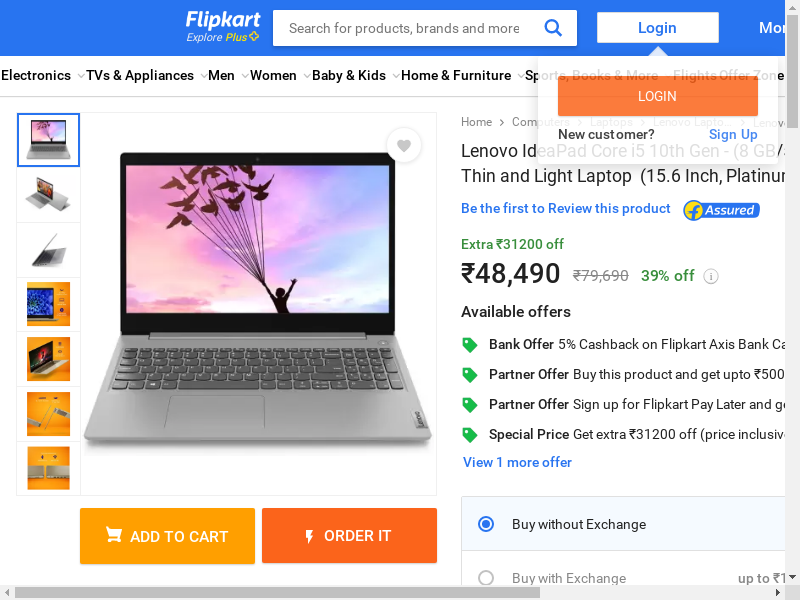 Flipkart
Explore Plus
Search for products, brands and more
Login
Mor
Electronics
TVs & Appliances
Men
Women
Baby & Kids
Home & Furniture
Sports, Books & More
Flights
Offer Zone
LOGIN
New customer?
Sign Up
Home
Computers
Laptops
Lenovo Lapto...
Lenovo
Lenovo IdeaPad Core i5 10th Gen - (8 GB/
Thin and Light Laptop (15.6 Inch, Platinum
Be the first to Review this product
Assured
Extra ₹31200 off
₹48,490 ₹79,690 39% off
Available offers
Bank Offer 5% Cashback on Flipkart Axis Bank Ca
Partner Offer Buy this product and get upto ₹500
Partner Offer Sign up for Flipkart Pay Later and ge
Special Price Get extra ₹31200 off (price inclusiv
View 1 more offer
ADD TO CART
ORDER IT
Buy without Exchange
Buy with Exchange
up to ₹1
Lenovo